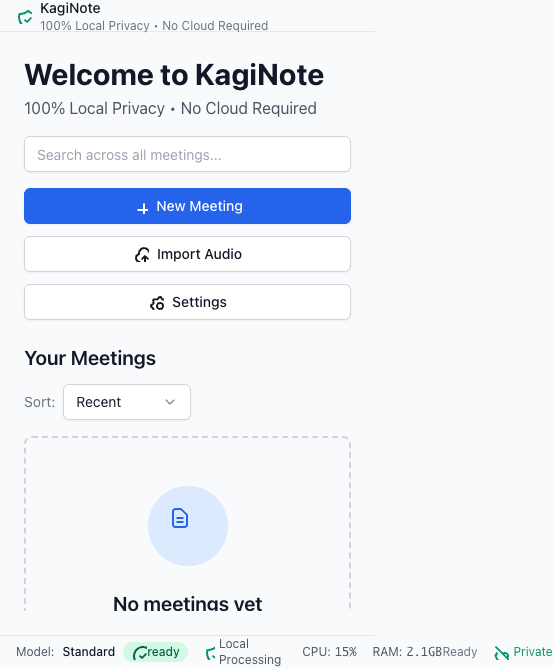 KagiNote
100% Local Privacy • No Cloud Required
Welcome to KagiNote
100% Local Privacy • No Cloud Required
Search across all meetings...
New Meeting
Import Audio
Settings
Your Meetings
Sort: Recent
No meetings yet
Model: Standard ready Local Processing CPU: 15% RAM: 2.1GB Ready Private